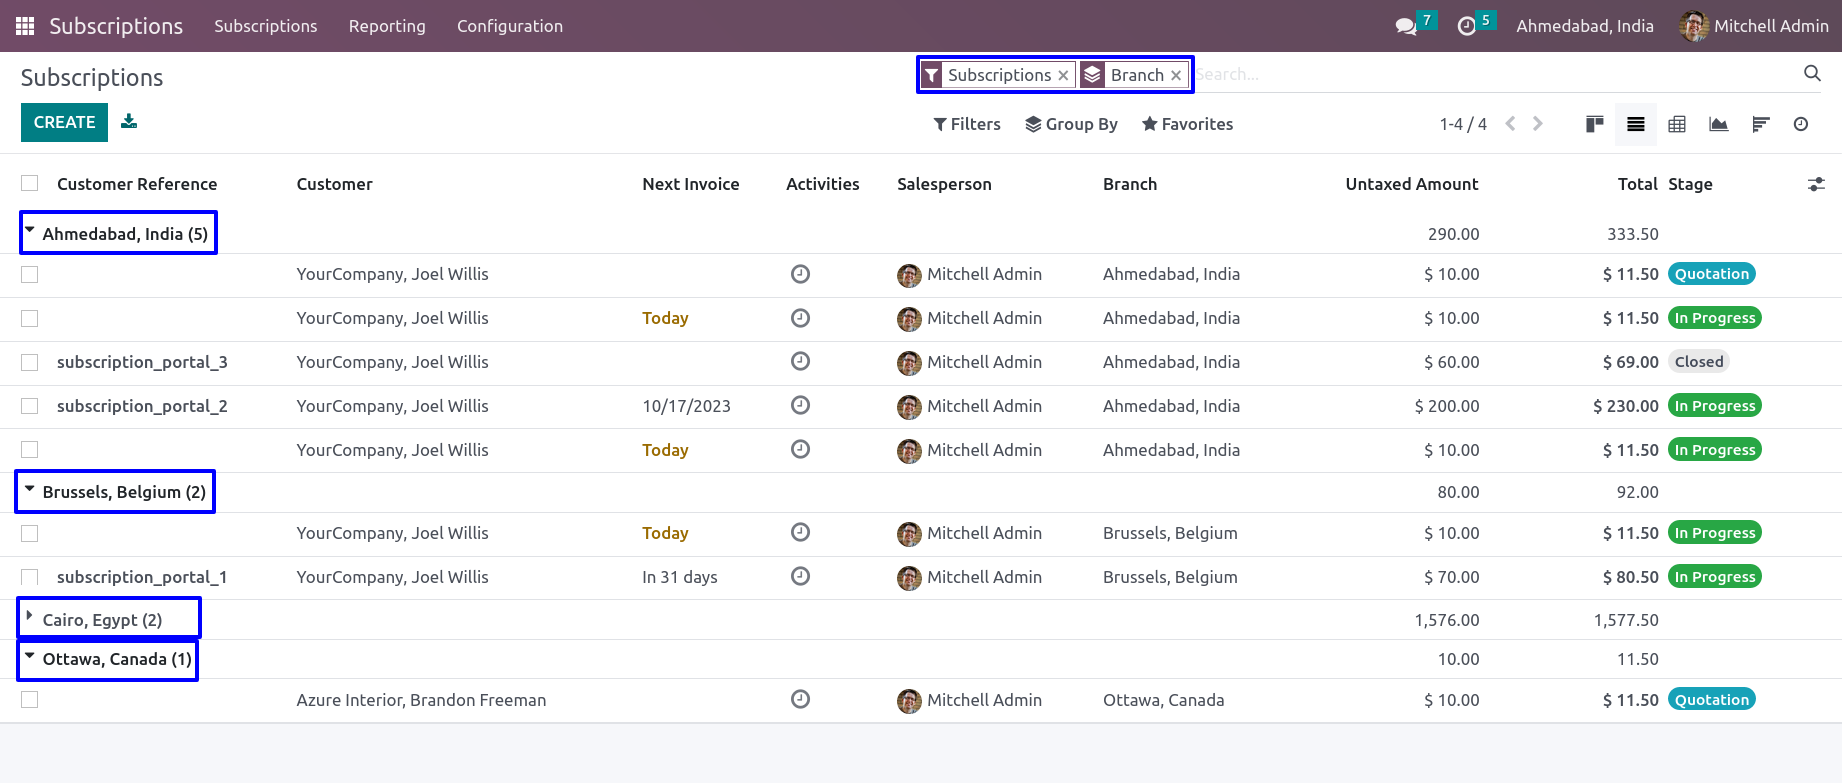 Subscriptions Subscriptions Reporting Configuration 7 5 Ahmedabad, India Mitchell Admin
Subscriptions Subscriptions × Branch × Search...
CREATE Filters Group By Favorites 1-4 / 4
Customer Reference Customer Next Invoice Activities Salesperson Branch Untaxed Amount Total Stage
Ahmedabad, India (5) 290.00 333.50
YourCompany, Joel Willis Mitchell Admin Ahmedabad, India $ 10.00 $ 11.50 Quotation
YourCompany, Joel Willis Today Mitchell Admin Ahmedabad, India $ 10.00 $ 11.50 In Progress
subscription_portal_3 YourCompany, Joel Willis Mitchell Admin Ahmedabad, India $ 60.00 $ 69.00 Closed
subscription_portal_2 YourCompany, Joel Willis 10/17/2023 Mitchell Admin Ahmedabad, India $ 200.00 $ 230.00 In Progress
YourCompany, Joel Willis Today Mitchell Admin Ahmedabad, India $ 10.00 $ 11.50 In Progress
Brussels, Belgium (2) 80.00 92.00
YourCompany, Joel Willis Today Mitchell Admin Brussels, Belgium $ 10.00 $ 11.50 In Progress
subscription_portal_1 YourCompany, Joel Willis In 31 days Mitchell Admin Brussels, Belgium $ 70.00 $ 80.50 In Progress
Cairo, Egypt (2) 1,576.00 1,577.50
Ottawa, Canada (1) 10.00 11.50
Azure Interior, Brandon Freeman Mitchell Admin Ottawa, Canada $ 10.00 $ 11.50 Quotation